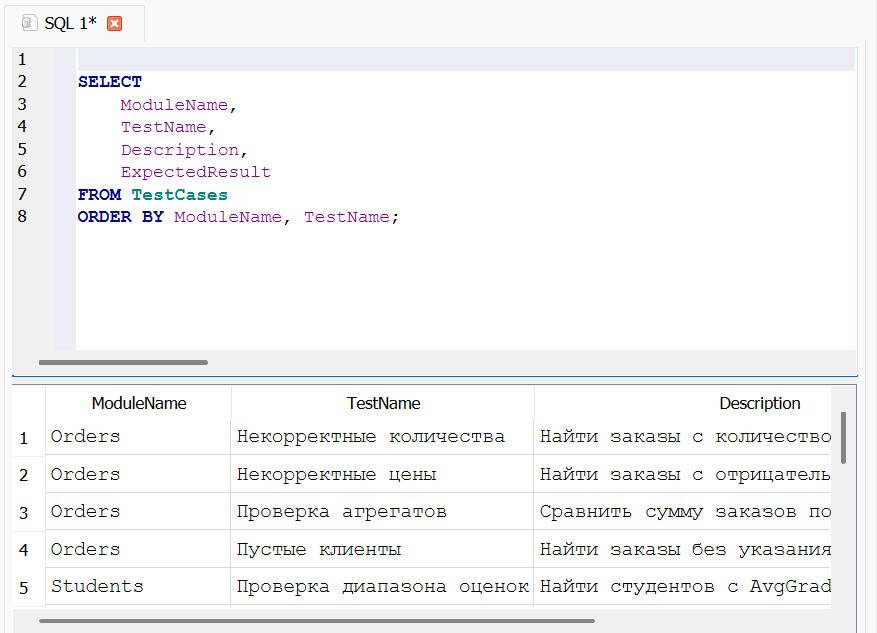 SQL 1*
1
2 SELECT
3 ModuleName,
4 TestName,
5 Description,
6 ExpectedResult
7 FROM TestCases
8 ORDER BY ModuleName, TestName;
ModuleName TestName Description
1 Orders Некорректные количества Найти заказы с количество
2 Orders Некорректные цены Найти заказы с отрицатель
3 Orders Проверка агрегатов Сравнить сумму заказов по
4 Orders Пустые клиенты Найти заказы без указания
5 Students Проверка диапазона оценок Найти студентов с AvgGrad